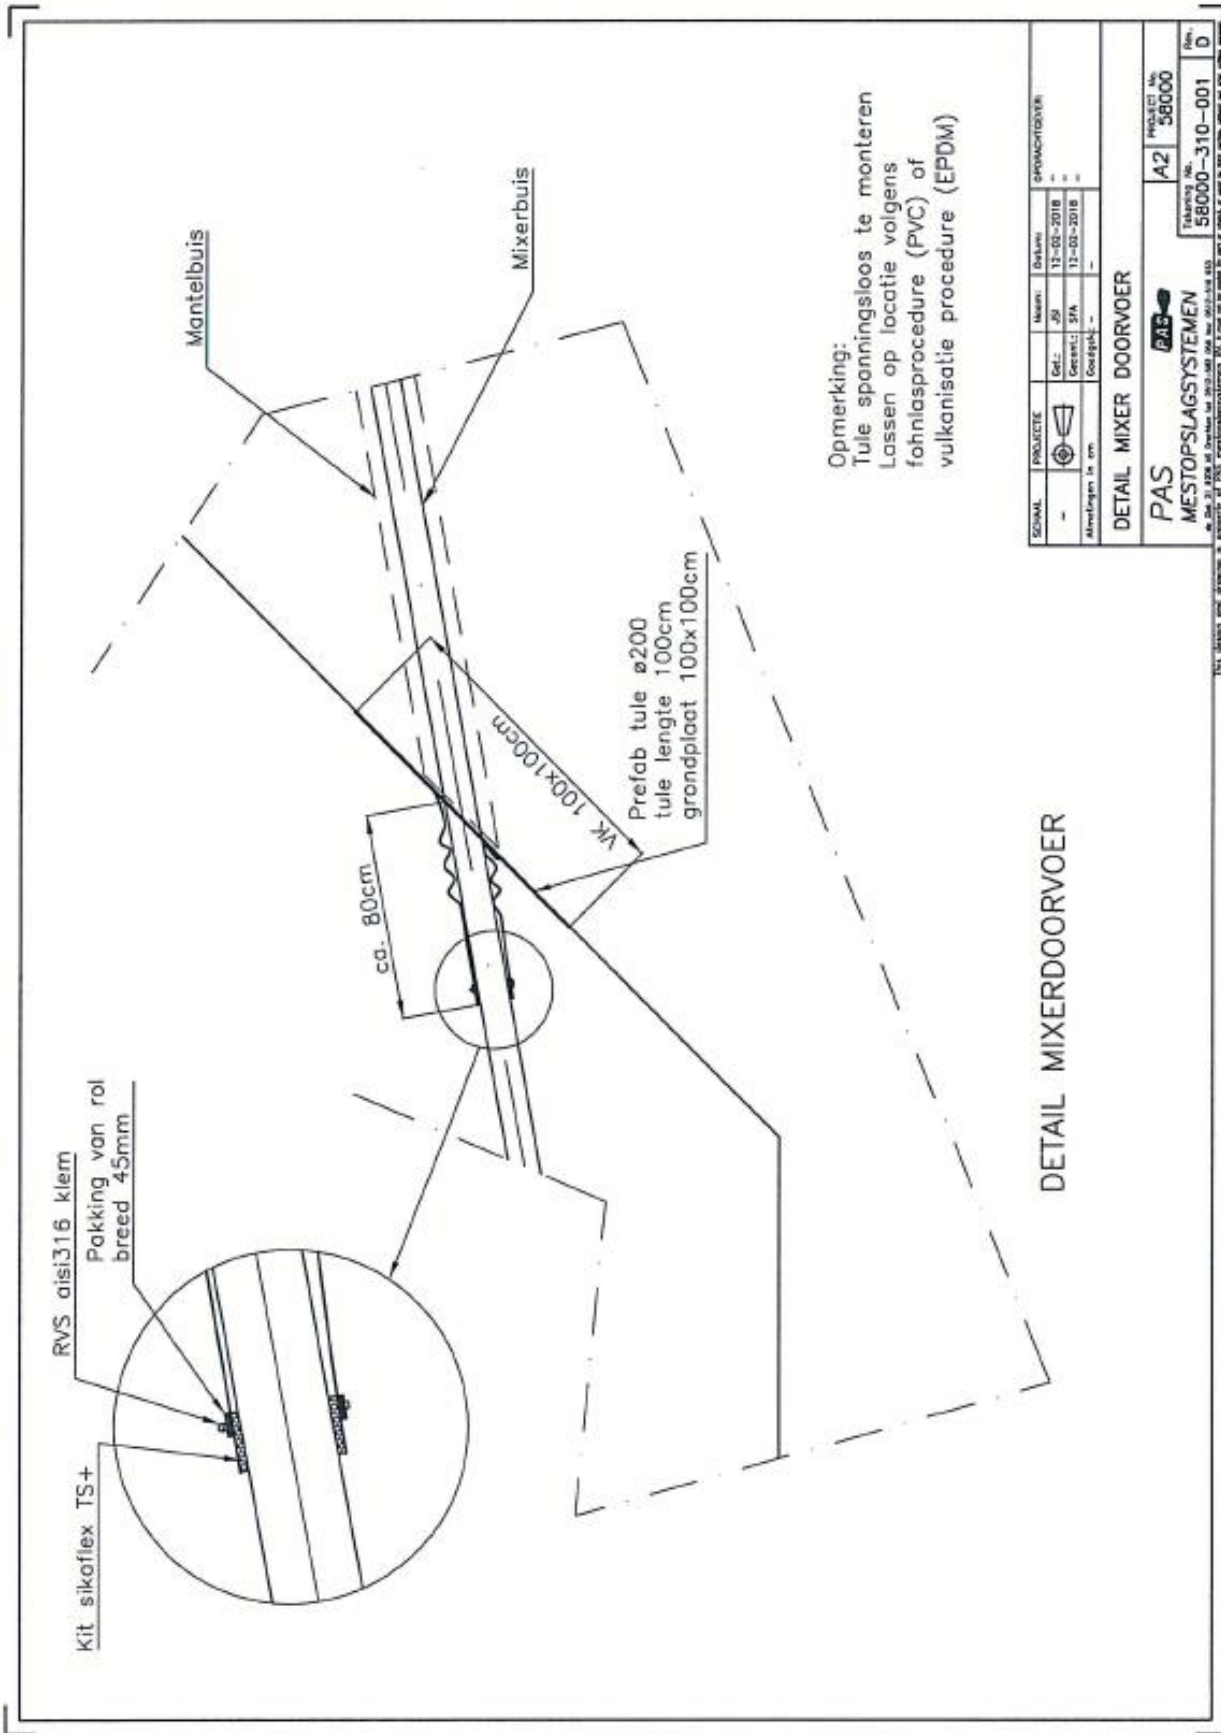 Kit sikaflex TS+
RVS aisi316 klem
Pakking van rol
breed 45mm
ca. 80cm
Mantelbuis
Mixerbuis
VK 100x100cm
Prefab tule ø200
tule lengte 100cm
grondplaat 100x100cm
Opmerking:
Tule spanningsloos te monteren
Lassen op locatie volgens
fohnlasprocedure (PVC) of
vulkanisatie procedure (EPDM)
DETAIL MIXERDOORVOER
SCHAAL PROJECTIE Naam: Datum: OPDRACHTGEVER:
- Get.: JSI 12-02-2018 -
Gecont.: SFA 12-02-2018 -
Afmetingen in cm Goedgek.: - - -
DETAIL MIXER DOORVOER
PAS PAS A2 PROJECT No. 58000
MESTOPSLAGSYSTEMEN Tekening No. 58000-310-001 Rev. D